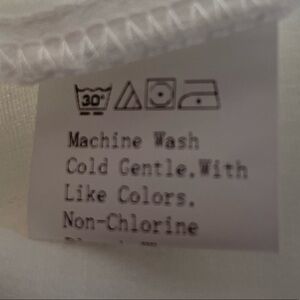 30°
Machine Wash
Cold Gentle.With
Like Colors.
Non-Chlorine